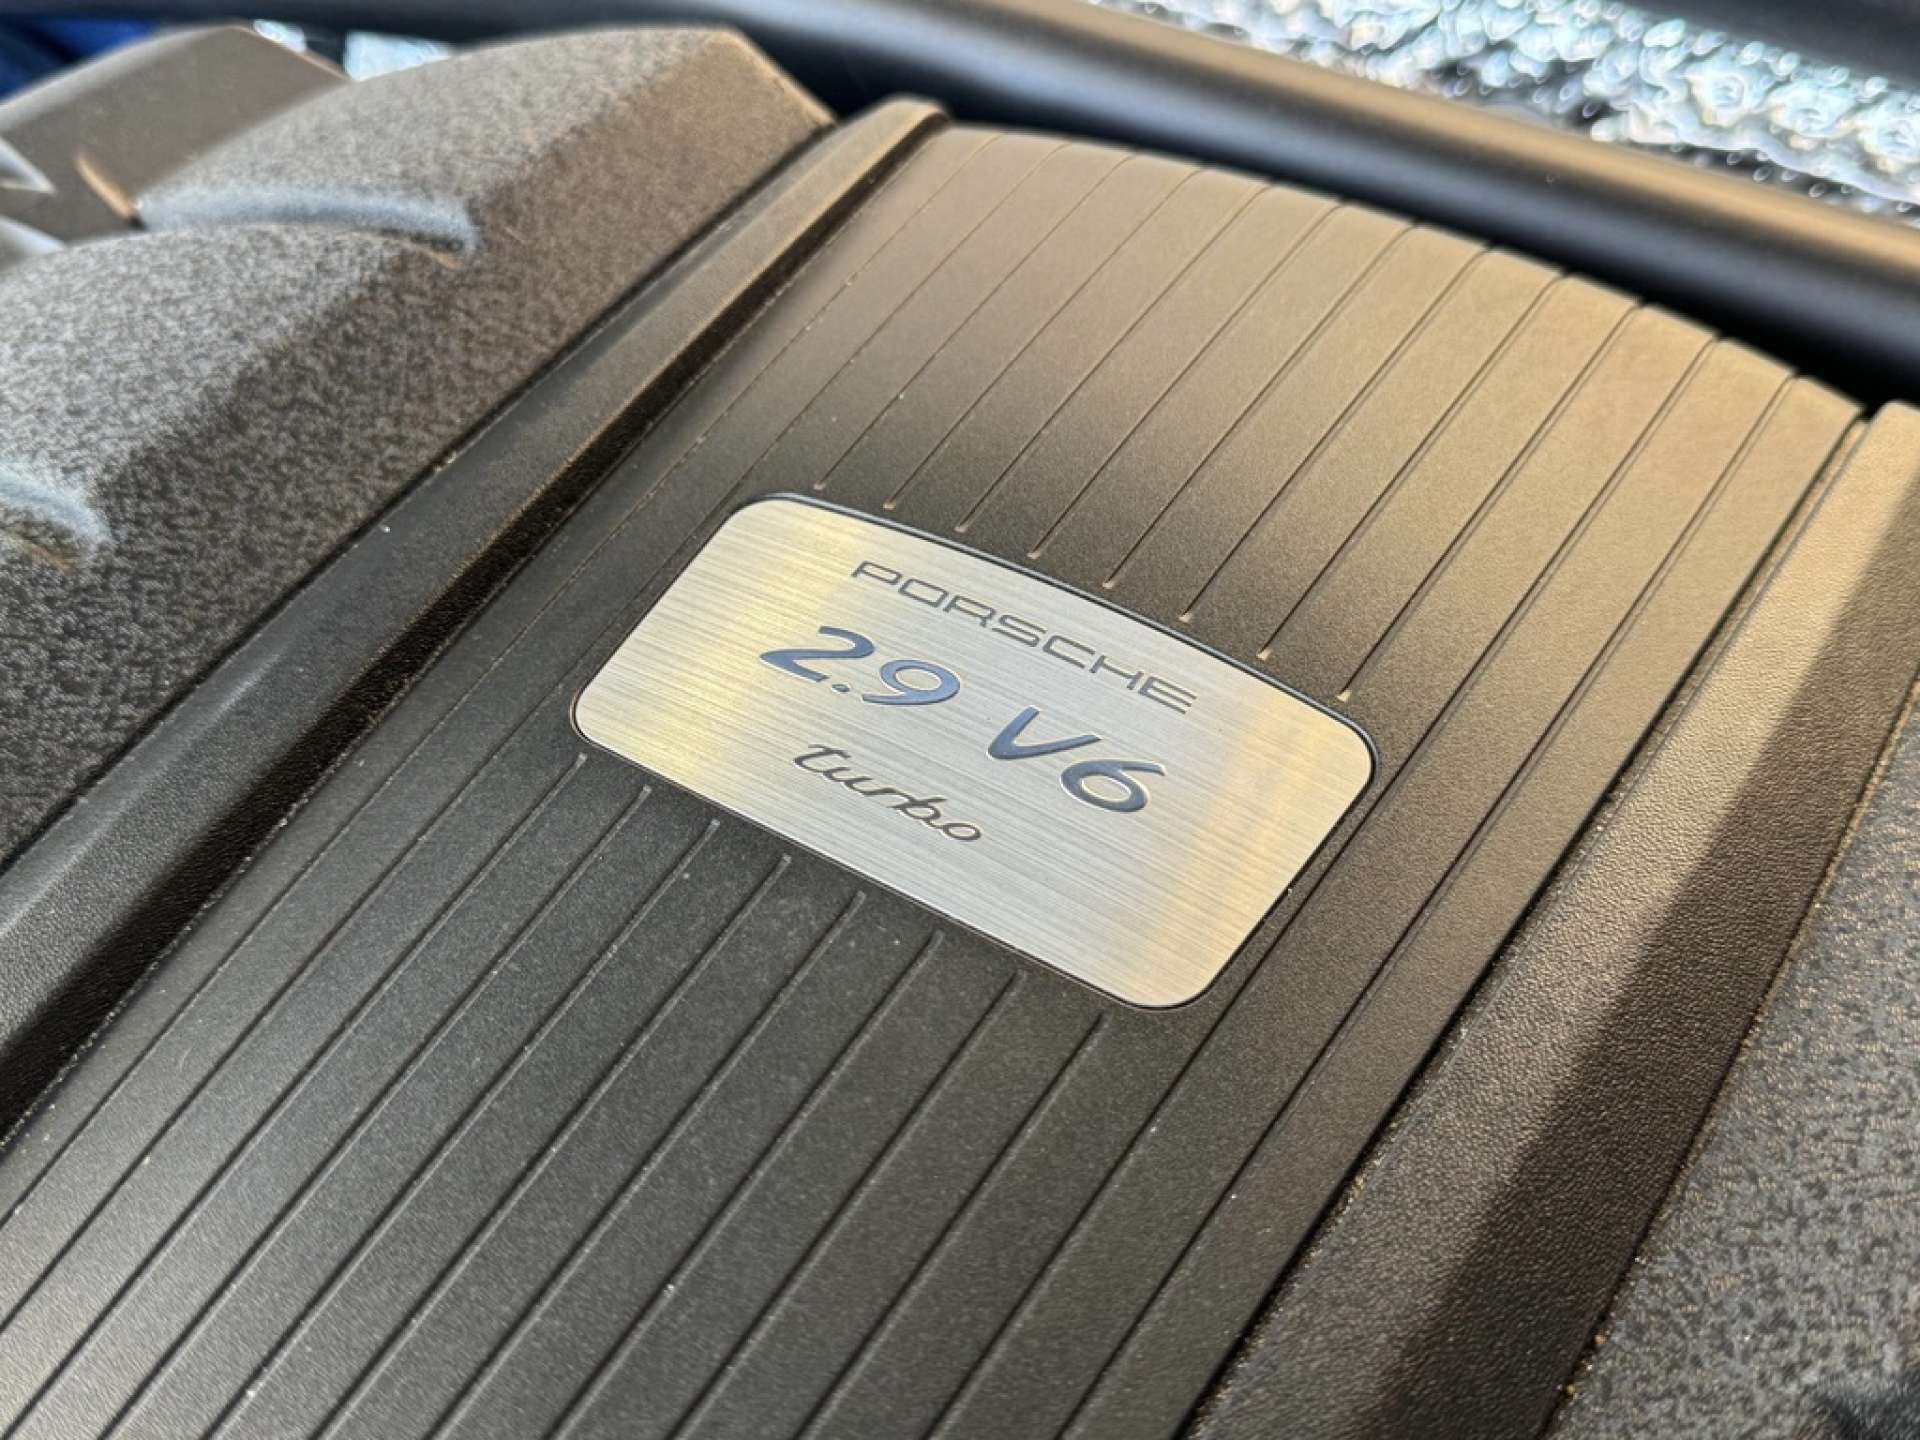 PORSCHE
2.9 V6
turbo